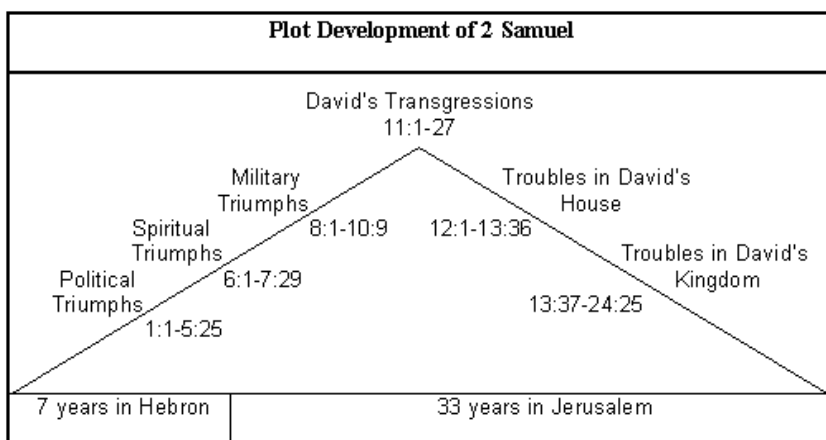 Plot Development of 2 Samuel
David's Transgressions
11:1-27
Military
Triumphs
8:1-10:9
Spiritual
Triumphs
6:1-7:29
Political
Triumphs
1:1-5:25
Troubles in David's
House
12:1-13:36
Troubles in David's
Kingdom
13:37-24:25
7 years in Hebron
33 years in Jerusalem